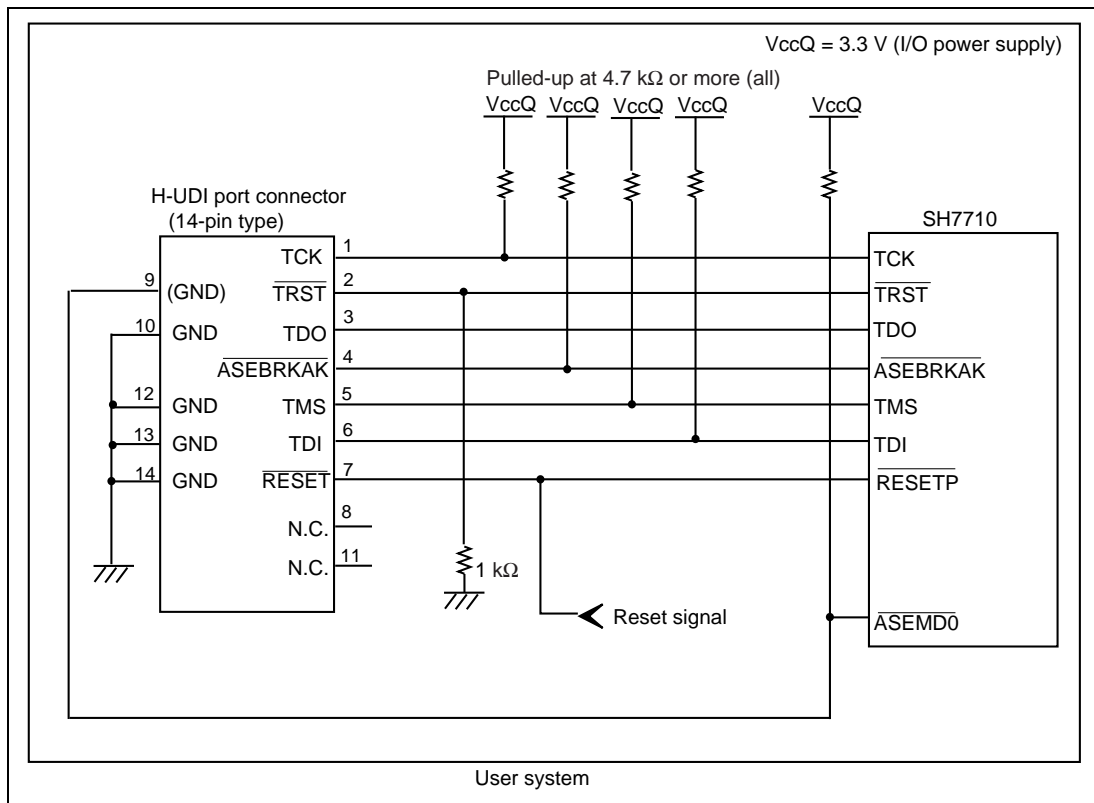 VccQ = 3.3 V (I/O power supply)
Pulled-up at 4.7 kΩ or more (all)
VccQ VccQ VccQ VccQ VccQ
H-UDI port connector
(14-pin type)
SH7710
TCK 1 TCK
9 (GND) TRST 2 TRST
10 GND TDO 3 TDO
ASEBRKAK 4 ASEBRKAK
12 GND TMS 5 TMS
13 GND TDI 6 TDI
14 GND RESET 7 RESETP
N.C. 8
N.C. 11
1 kΩ
Reset signal
ASEMD0
User system